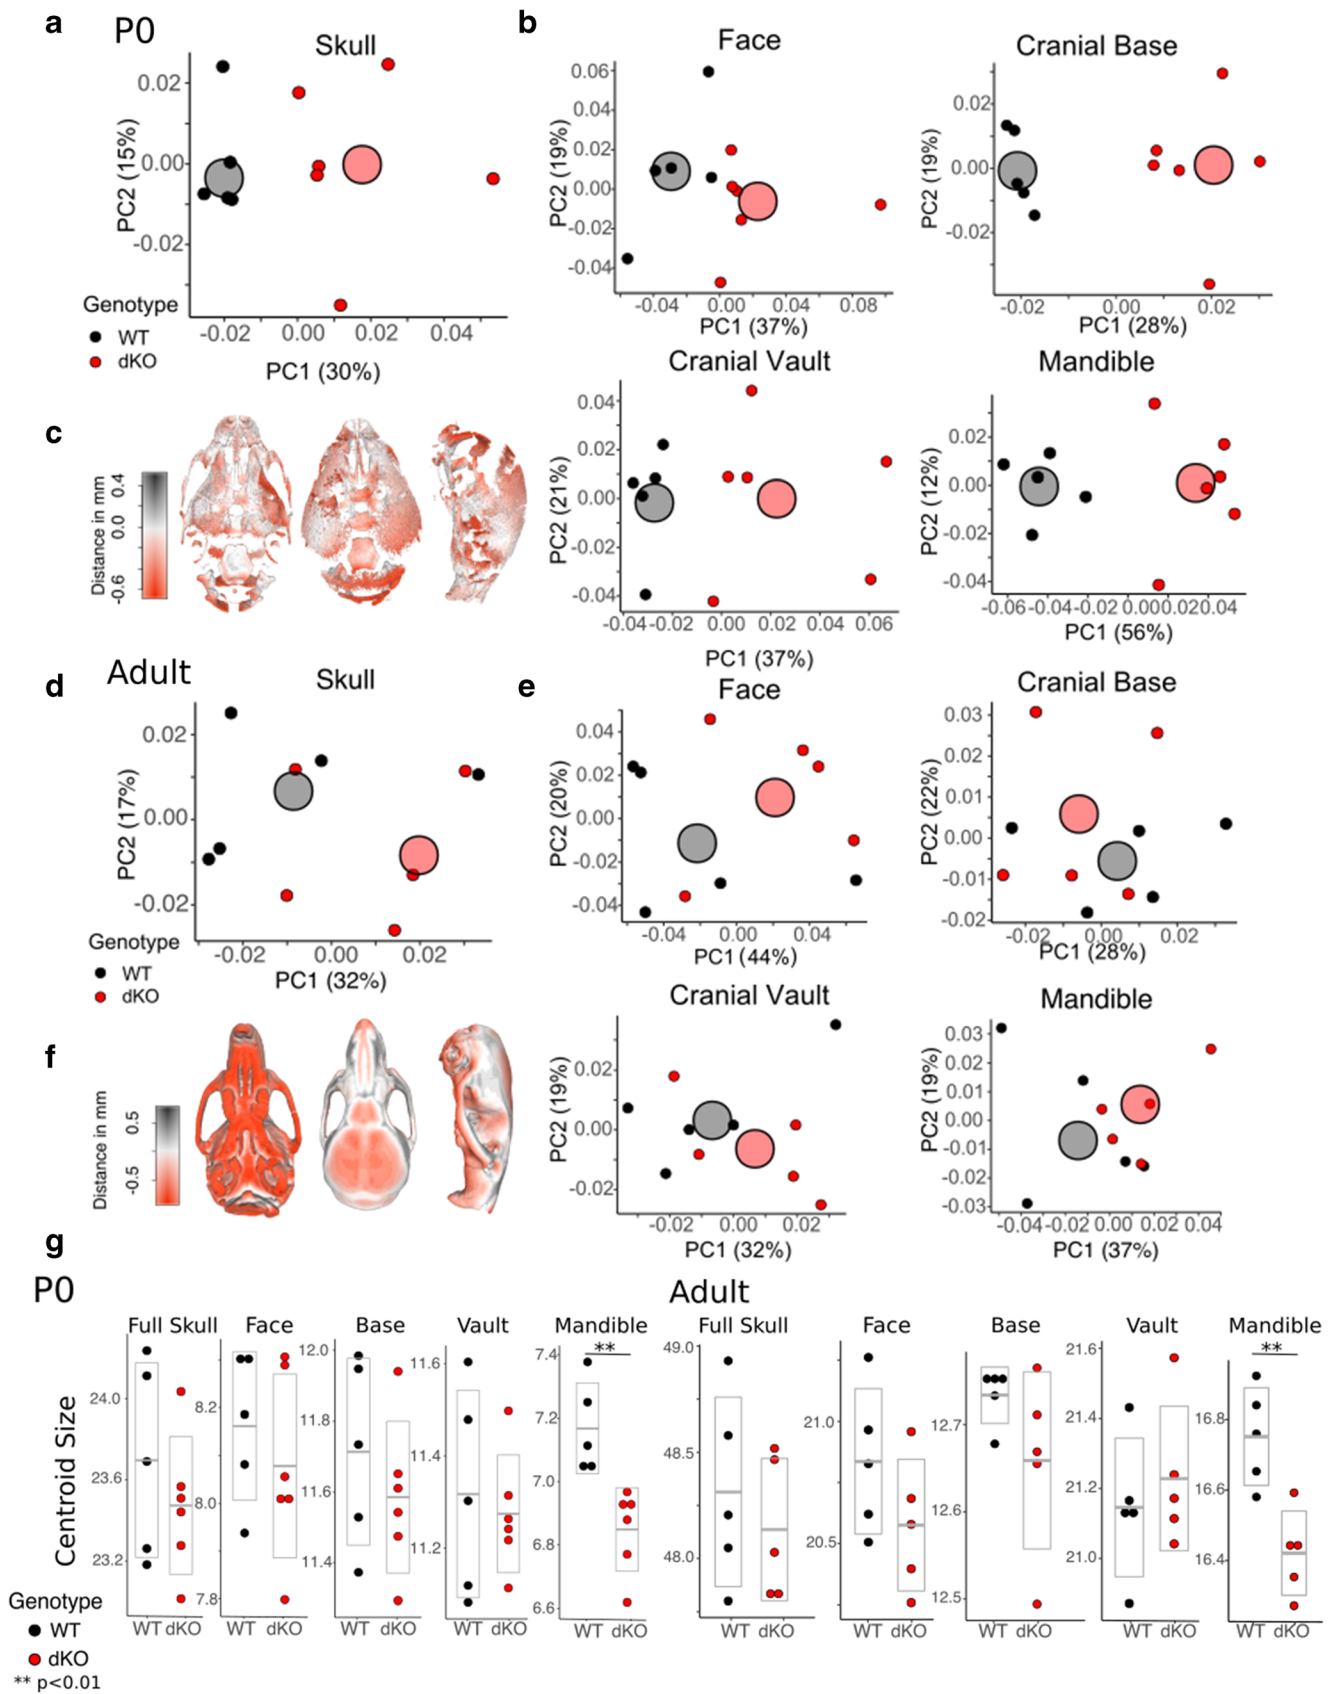 a
P0
Skull
0.02
0.00
-0.02
PC2 (15%)
-0.02
0.00
0.02
0.04
PC1 (30%)
Genotype
WT
dKO
b
Face
0.06
0.04
0.02
0.00
-0.02
-0.04
PC2 (19%)
-0.04
0.00
0.04
0.08
PC1 (37%)
Cranial Base
0.02
0.00
-0.02
PC2 (19%)
-0.02
0.00
0.02
PC1 (28%)
Cranial Vault
0.04
0.02
0.00
-0.02
-0.04
PC2 (21%)
-0.04 -0.02 0.00 0.02 0.04 0.06
PC1 (37%)
Mandible
0.02
0.00
-0.02
-0.04
PC2 (12%)
-0.06 -0.04 -0.02 0.00 0.02 0.04
PC1 (56%)
c
Distance in mm
0.4
0.0
-0.6
d
Adult
Skull
0.02
0.00
-0.02
PC2 (17%)
-0.02
0.00
0.02
PC1 (32%)
Genotype
WT
dKO
e
Face
0.04
0.02
0.00
-0.02
-0.04
PC2 (20%)
-0.04
0.00
0.04
PC1 (44%)
Cranial Base
0.03
0.02
0.01
0.00
-0.01
-0.02
PC2 (22%)
-0.02
0.00
0.02
PC1 (28%)
Cranial Vault
0.02
0.00
-0.02
PC2 (19%)
-0.02
0.00
0.02
PC1 (32%)
Mandible
0.03
0.02
0.01
0.00
-0.01
-0.02
-0.03
PC2 (19%)
-0.04 -0.02 0.00 0.02 0.04
PC1 (37%)
f
Distance in mm
0.5
-0.5
g
P0
Adult
Centroid Size
Full Skull
24.0
23.6
23.2
WT dKO
Face
8.2
8.0
7.8
WT dKO
Base
12.0
11.8
11.6
11.4
WT dKO
Vault
11.6
11.4
11.2
WT dKO
Mandible
**
7.4
7.2
7.0
6.8
6.6
WT dKO
Full Skull
49.0
48.5
48.0
WT dKO
Face
21.0
20.5
WT dKO
Base
12.7
12.6
12.5
WT dKO
Vault
21.6
21.4
21.2
21.0
WT dKO
Mandible
**
16.8
16.6
16.4
WT dKO
Genotype
WT
dKO
** p<0.01